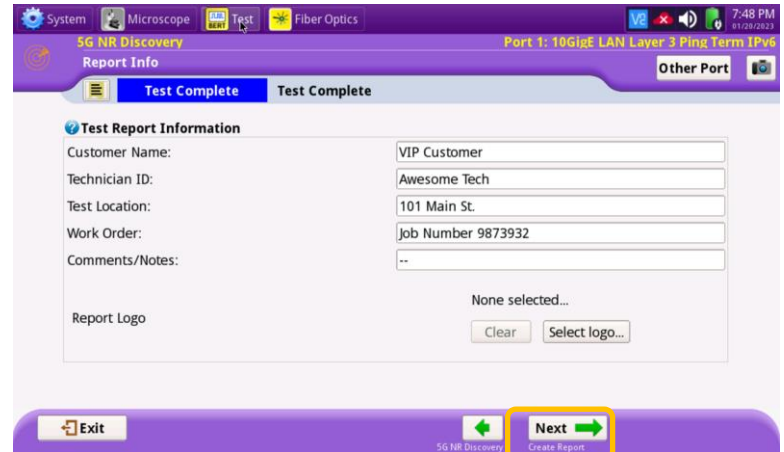 System Microscope Test Fiber Optics 7:48 PM
01/20/2023
5G NR Discovery Port 1: 10GigE LAN Layer 3 Ping Term IPv6
Report Info Other Port
Test Complete Test Complete
Test Report Information
Customer Name: VIP Customer
Technician ID: Awesome Tech
Test Location: 101 Main St.
Work Order: Job Number 9873932
Comments/Notes: --
None selected...
Report Logo
Clear Select logo...
Exit Next
5G NR Discovery Create Report